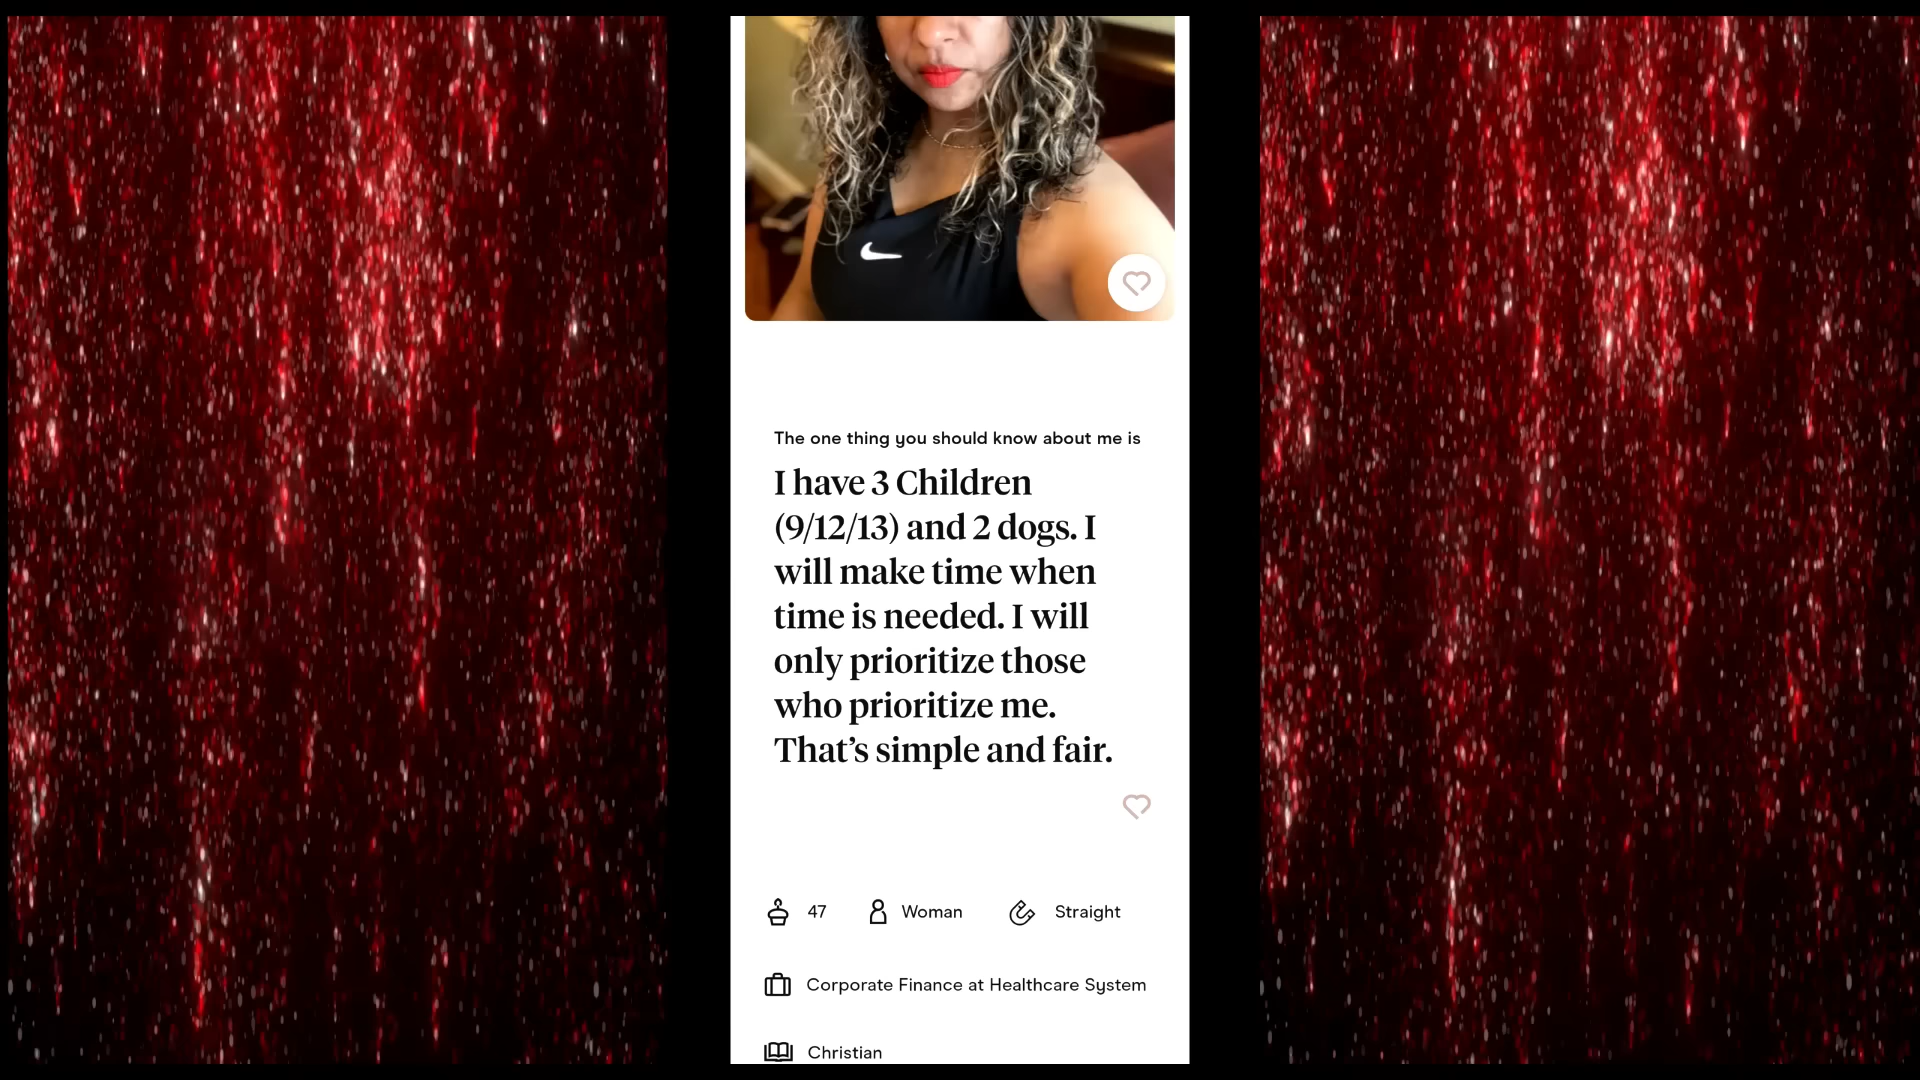 The one thing you should know about me is
I have 3 Children
(9/12/13) and 2 dogs. I
will make time when
time is needed. I will
only prioritize those
who prioritize me.
That’s simple and fair.
47 Woman Straight
Corporate Finance at Healthcare System
Christian